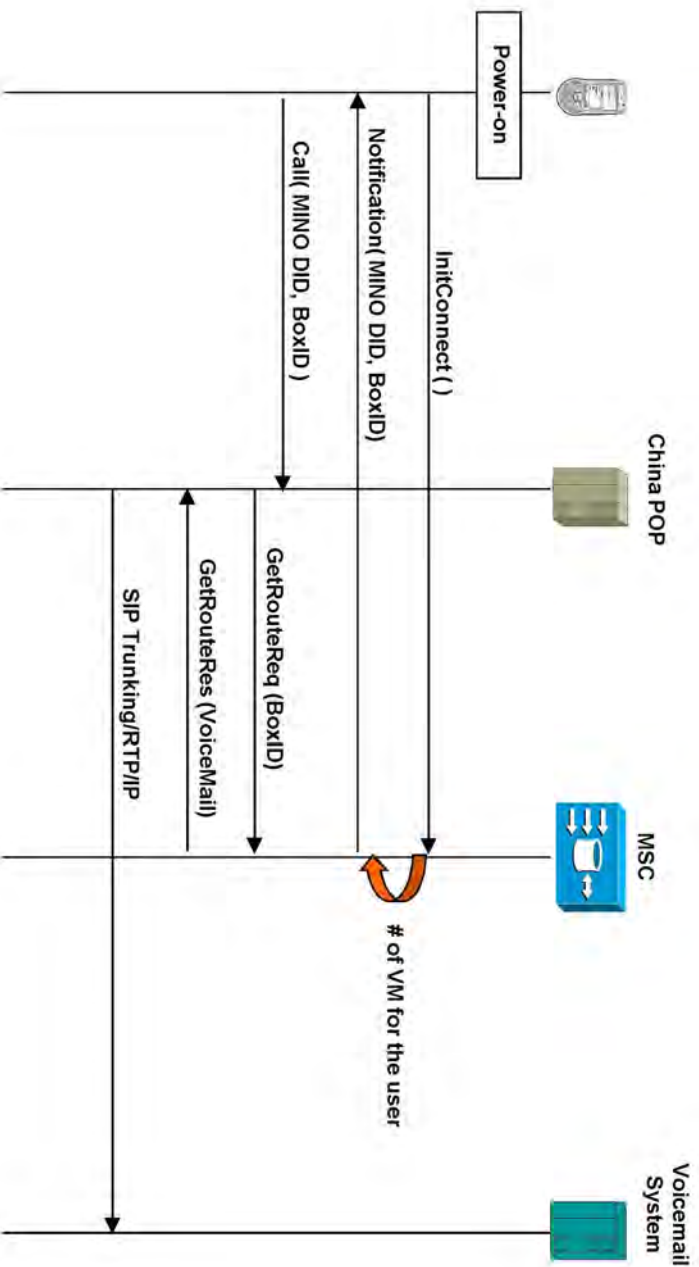 China POP
MSC
Voicemail
System
Power-on
InitConnect ( )
# of VM for the user
Notification( MINO DID, BoxID)
Call( MINO DID, BoxID )
GetRouteReq (BoxID)
GetRouteRes (VoiceMail)
SIP Trunking/RTP/IP